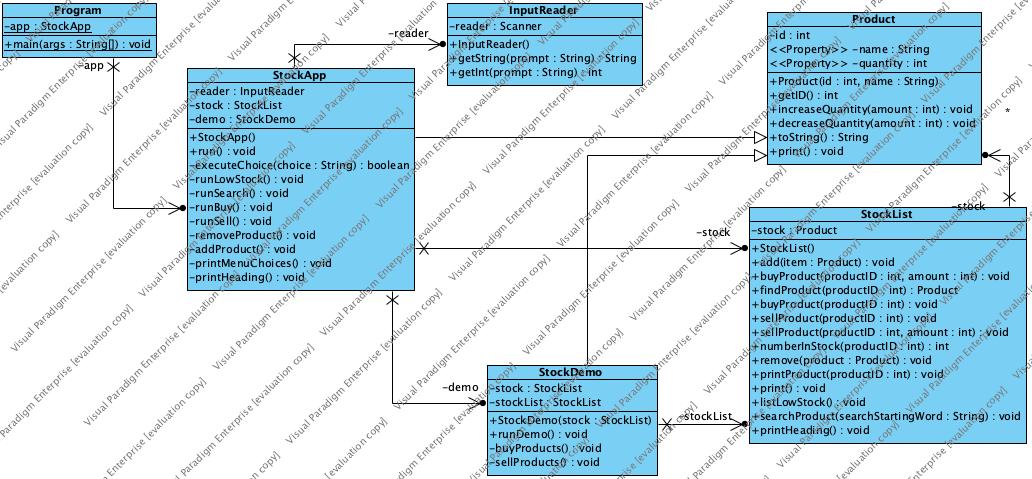 Program
-app : StockApp
+main(args : String[]) : void
-app
InputReader
-reader : Scanner
+InputReader()
+getString(prompt : String) : String
+getInt(prompt : String) : int
-reader
Product
-id : int
<<Property>> -name : String
<<Property>> -quantity : int
+Product(id : int, name : String)
+getID() : int
+increaseQuantity(amount : int) : void
+decreaseQuantity(amount : int) : void
+toString() : String
+print() : void
*
StockApp
-reader : InputReader
-stock : StockList
-demo : StockDemo
+StockApp()
+run() : void
-executeChoice(choice : String) : boolean
-runLowStock() : void
-runSearch() : void
-runBuy() : void
-runSell() : void
-removeProduct() : void
-addProduct() : void
-printMenuChoices() : void
-printHeading() : void
-stock
-stock
StockList
-stock : Product
+StockList()
+add(item : Product) : void
+buyProduct(productID : int, amount : int) : void
+findProduct(productID : int) : Product
+buyProduct(productID : int) : void
+sellProduct(productID : int) : void
+sellProduct(productID : int, amount : int) : void
+numberInStock(productID : int) : int
+remove(product : Product) : void
+printProduct(productID : int) : void
+print() : void
+listLowStock() : void
+searchProduct(searchStartingWord : String) : void
+printHeading() : void
-demo
StockDemo
-stock : StockList
-stockList : StockList
+StockDemo(stock : StockList)
+runDemo() : void
-buyProducts() : void
-sellProducts() : void
-stockList
Visual Paradigm Enterprise [evaluation copy]